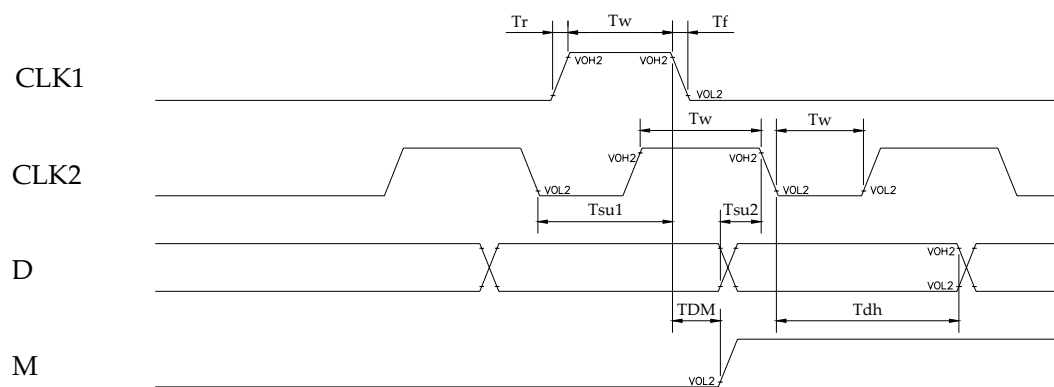 Tr Tw Tf
CLK1
VOH2 VOH2
VOL2
Tw Tw
CLK2
VOH2 VOH2
VOL2 VOL2 VOL2
Tsu1 Tsu2
D
VOH2
VOL2
TDM Tdh
M
VOL2